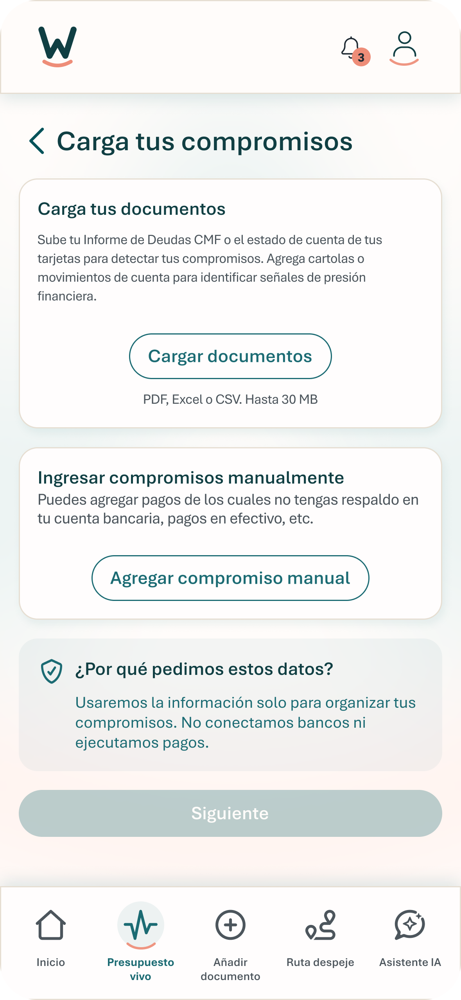 W
3
Carga tus compromisos
Carga tus documentos
Sube tu Informe de Deudas CMF o el estado de cuenta de tus
tarjetas para detectar tus compromisos. Agrega cartolas o
movimientos de cuenta para identificar señales de presión
financiera.
Cargar documentos
PDF, Excel o CSV. Hasta 30 MB
Ingresar compromisos manualmente
Puedes agregar pagos de los cuales no tengas respaldo en
tu cuenta bancaria, pagos en efectivo, etc.
Agregar compromiso manual
¿Por qué pedimos estos datos?
Usaremos la información solo para organizar tus
compromisos. No conectamos bancos ni
ejecutamos pagos.
Siguiente
Inicio
Presupuesto
vivo
Añadir
documento
Ruta despeje
Asistente IA